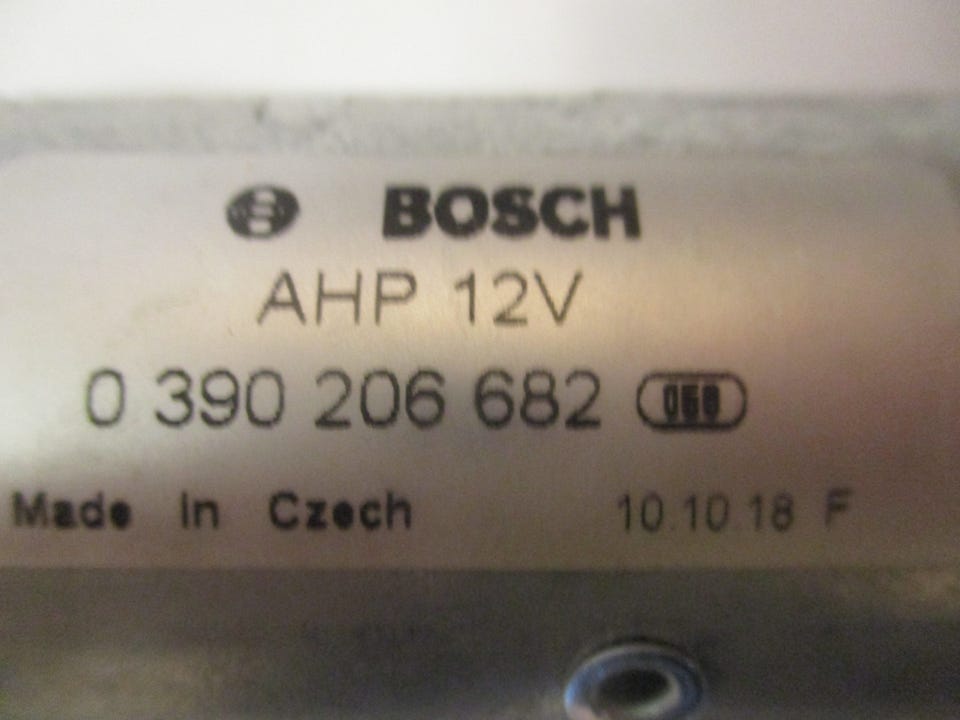 BOSCH
AHP 12V
0 390 206 682
Made in Czech 10.10.18 F